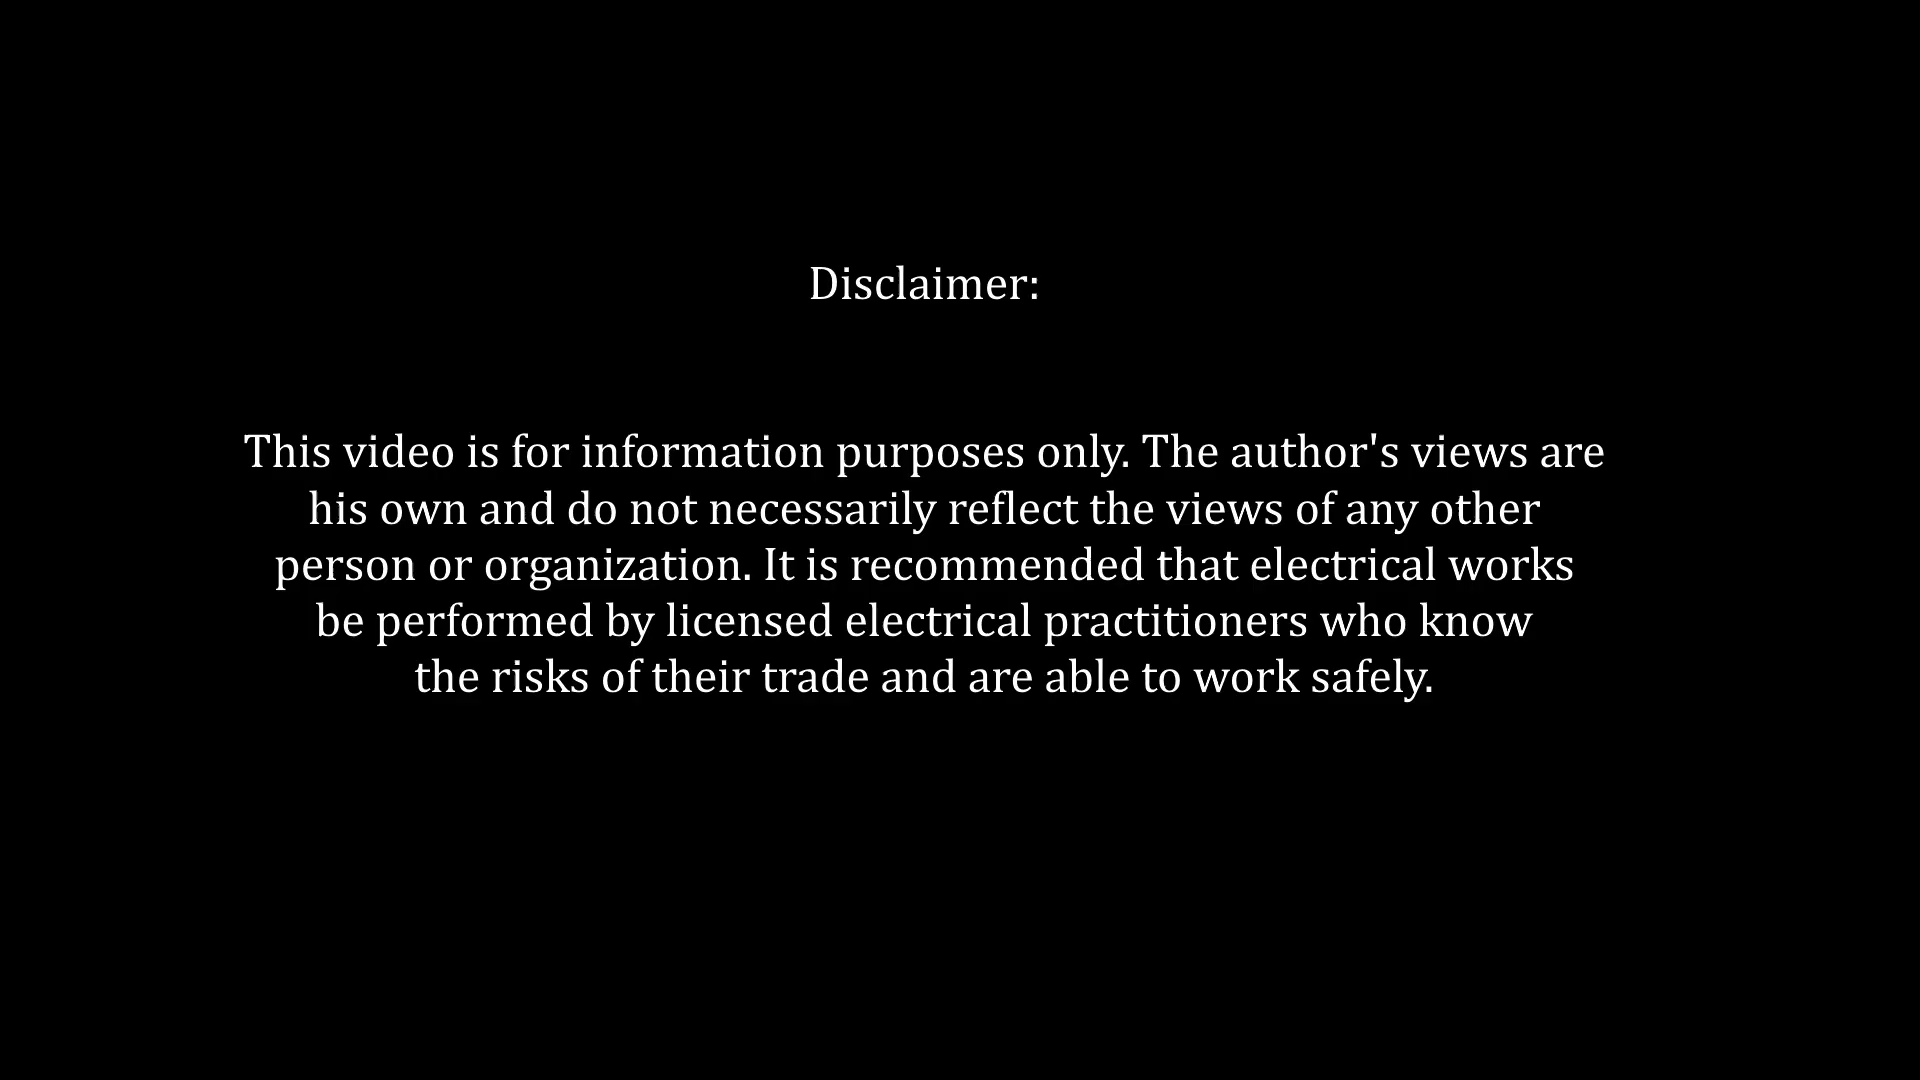 Disclaimer:
This video is for information purposes only. The author's views are
his own and do not necessarily reflect the views of any other
person or organization. It is recommended that electrical works
be performed by licensed electrical practitioners who know
the risks of their trade and are able to work safely.